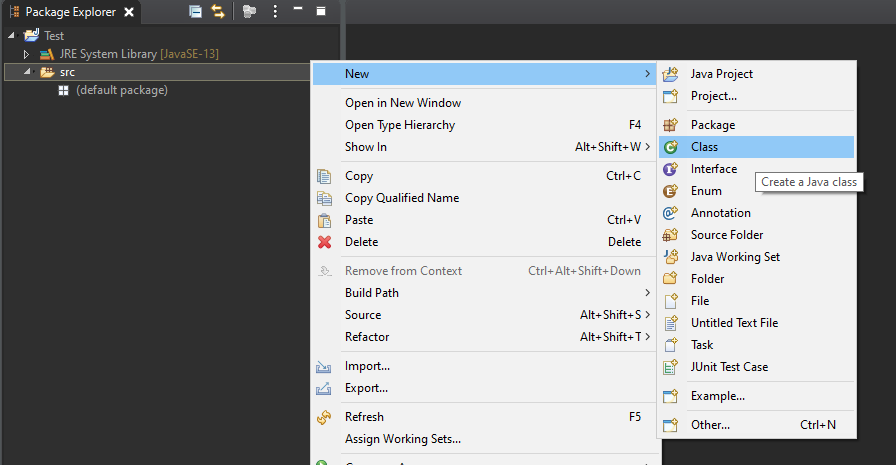 Package Explorer
Test
JRE System Library [JavaSE-13]
src
(default package)
New
Open in New Window
Open Type Hierarchy F4
Show In Alt+Shift+W
Copy Ctrl+C
Copy Qualified Name
Paste Ctrl+V
Delete Delete
Remove from Context Ctrl+Alt+Shift+Down
Build Path
Source Alt+Shift+S
Refactor Alt+Shift+T
Import...
Export...
Refresh F5
Assign Working Sets...
Java Project
Project...
Package
Class
Interface
Create a Java class
Enum
Annotation
Source Folder
Java Working Set
Folder
File
Untitled Text File
Task
JUnit Test Case
Example...
Other... Ctrl+N